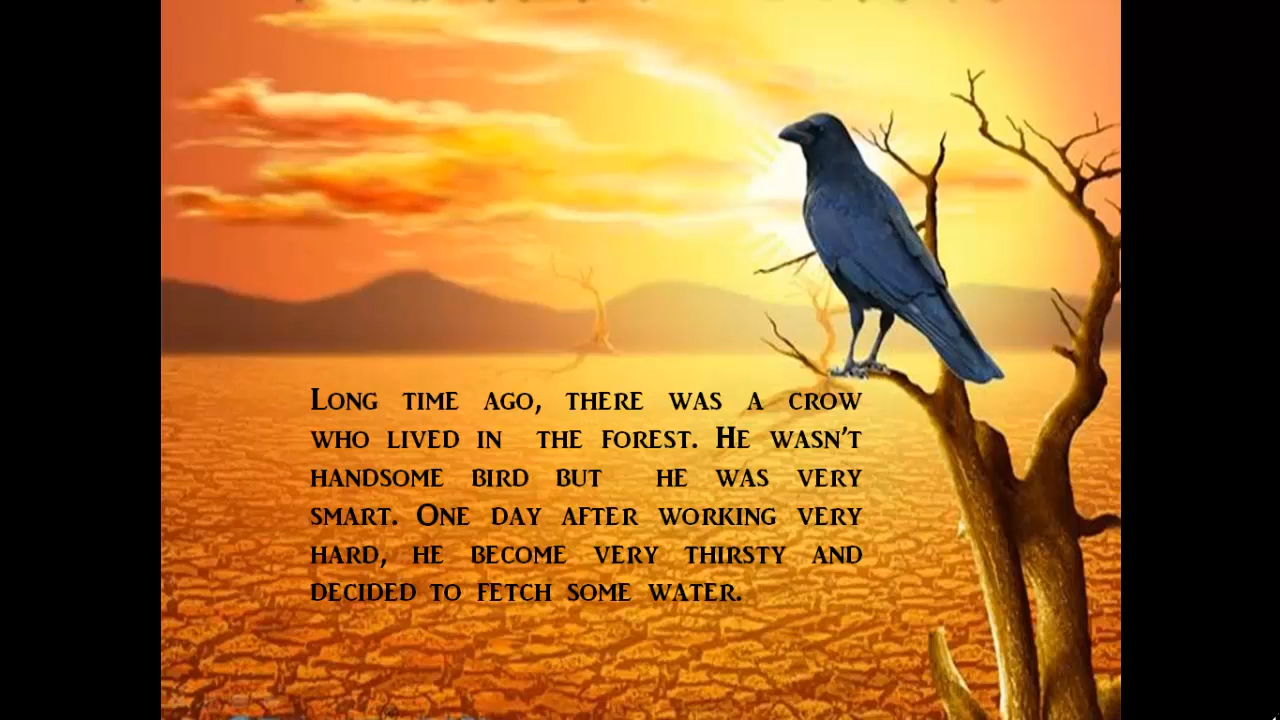 Long time ago, there was a crow
who lived in the forest. He wasn't
handsome bird but he was very
smart. One day after working very
hard, he become very thirsty and
decided to fetch some water.